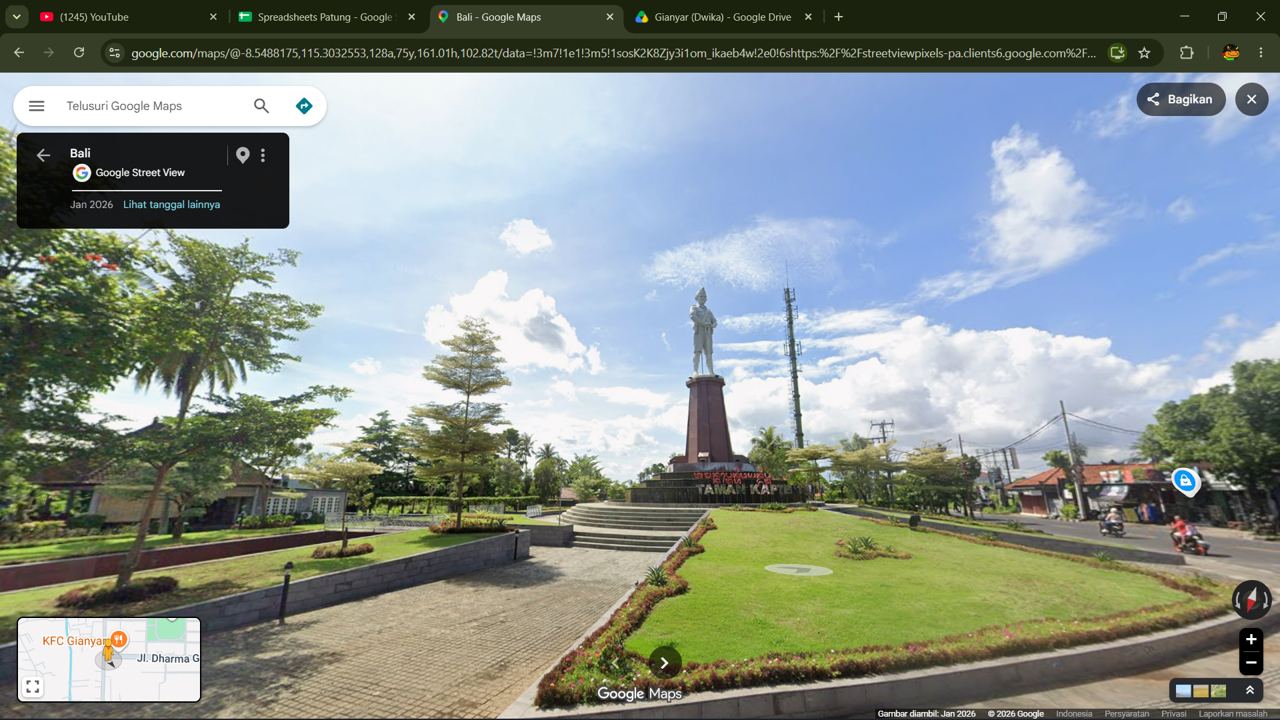 (1245) YouTube
Spreadsheets Patung - Google S
Bali - Google Maps
Gianyar (Dwika) - Google Drive
google.com/maps/@-8.5488175,115.3032553,128a,75y,161.01h,102.82t/data=!3m7!1e1!3m5!1sosK2K8Zjy3i1om_ikaeb4w!2e0!6shttps:%2F%2Fstreetviewpixels-pa.clients6.google.com%2F...
Telusuri Google Maps
Bagikan
Bali
Google Street View
Jan 2026 Lihat tanggal lainnya
TAMAN KAPTE
KFC Gianyar
Jl. Dharma G
Google Maps
Gambar diambil: Jan 2026 © 2026 Google Indonesia Persyaratan Privasi Laporkan masalah